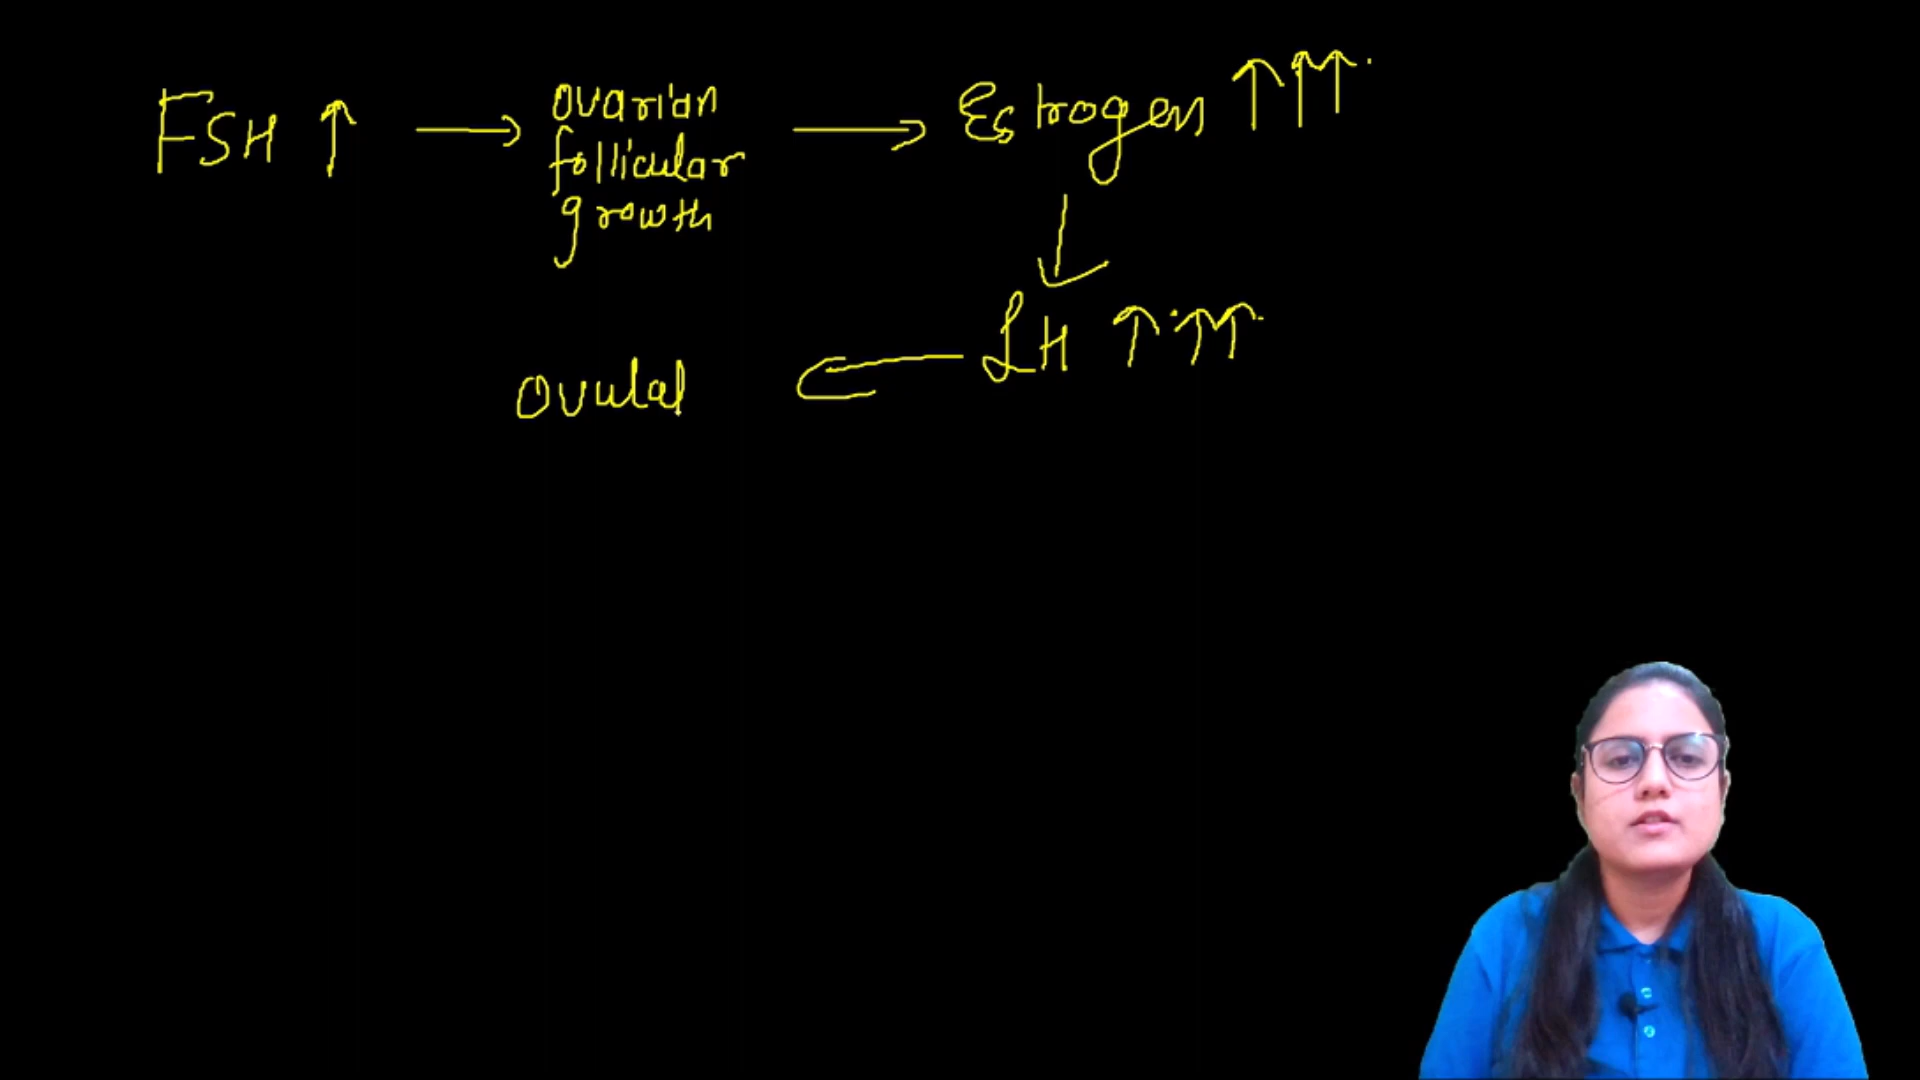 FSH ↑ → ovarian follicular growth → Estrogen ↑↑↑
↓
LH ↑↑↑
← 
ovulat